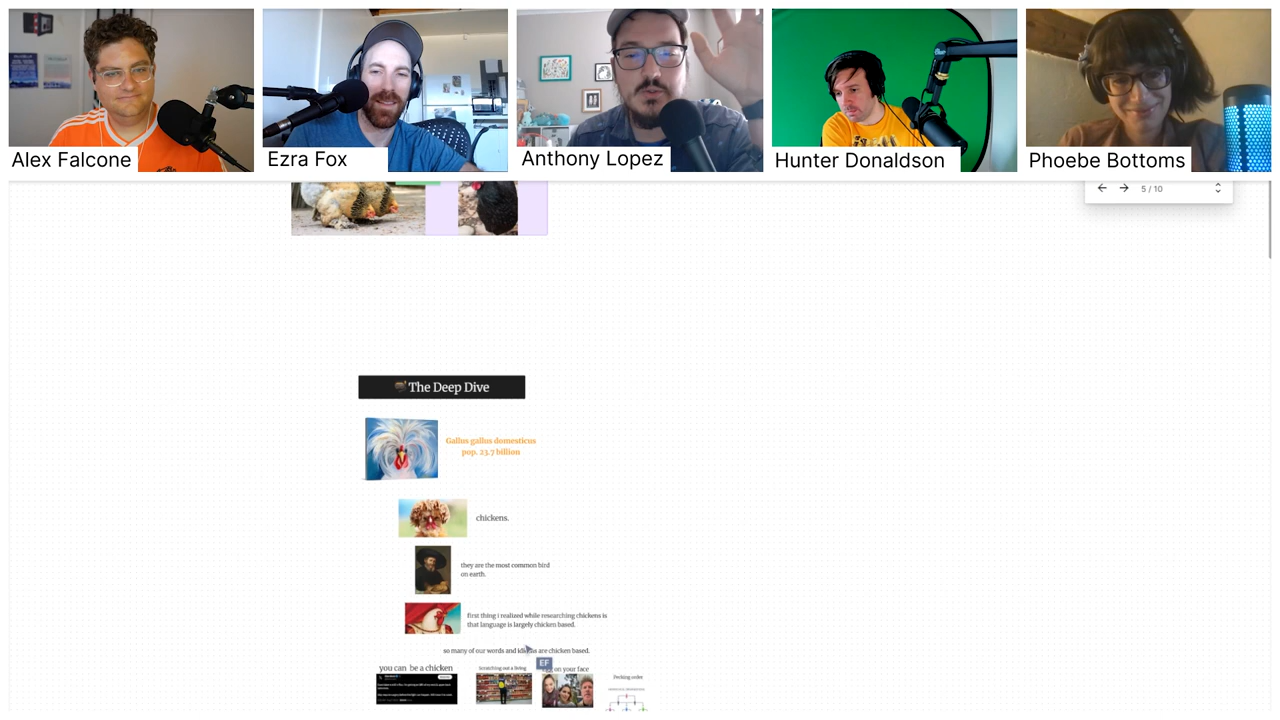 Alex Falcone
Ezra Fox
Anthony Lopez
Hunter Donaldson
Phoebe Bottoms
5 / 10
The Deep Dive
Gallus gallus domesticus
pop. 23.7 billion
chickens.
they are the most common bird
on earth.
first thing i realized while researching chickens is
that language is largely chicken based.
so many of our words and are chicken based.
EF
you can be a chicken
Scratching out a living
on your face
Pecking order